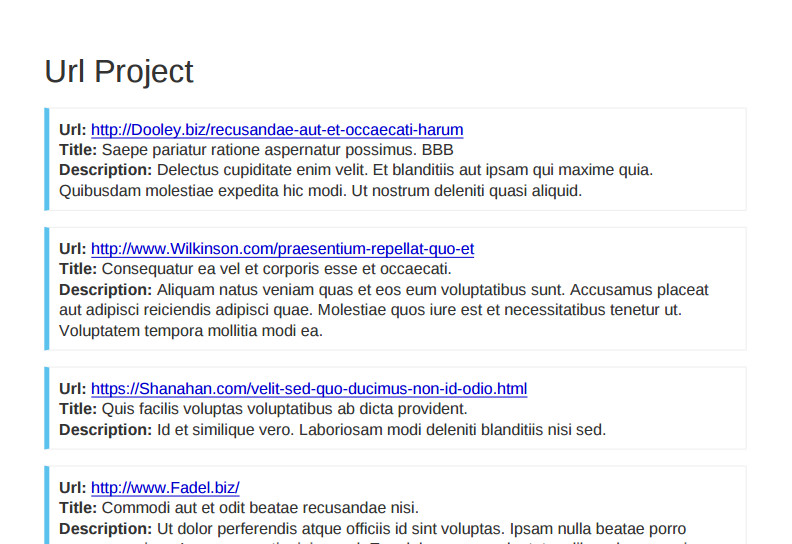 Url Project
Url: http://Dooley.biz/recusandae-aut-et-occaecati-harum
Title: Saepe pariatur ratione aspernatur possimus. BBB
Description: Delectus cupiditate enim velit. Et blanditiis aut ipsam qui maxime quia.
Quibusdam molestiae expedita hic modi. Ut nostrum deleniti quasi aliquid.
Url: http://www.Wilkinson.com/praesentium-repellat-quo-et
Title: Consequatur ea vel et corporis esse et occaecati.
Description: Aliquam natus veniam quas et eos eum voluptatibus sunt. Accusamus placeat
aut adipisci reiciendis adipisci quae. Molestiae quos iure est et necessitatibus tenetur ut.
Voluptatem tempora mollitia modi ea.
Url: https://Shanahan.com/velit-sed-quo-ducimus-non-id-odio.html
Title: Quis facilis voluptas voluptatibus ab dicta provident.
Description: Id et similique vero. Laboriosam modi deleniti blanditiis nisi sed.
Url: http://www.Fadel.biz/
Title: Commodi aut et odit beatae recusandae nisi.
Description: Ut dolor perferendis atque officiis id sint voluptas. Ipsam nulla beatae porro